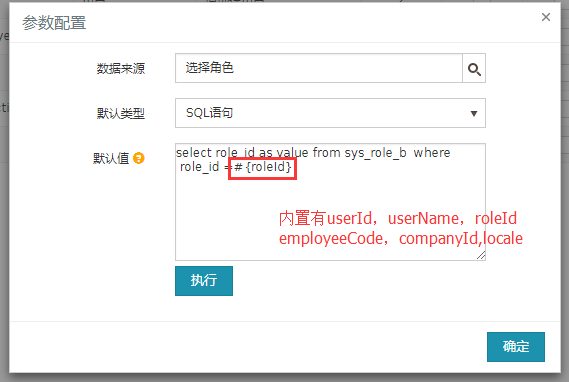 参数配置
×
数据来源
选择角色
默认类型
SQL语句
默认值
select role_id as value from sys_role_b where
role_id =#{roleId}
内置有userId，userName，roleId
employeeCode，companyId,locale
执行
确定